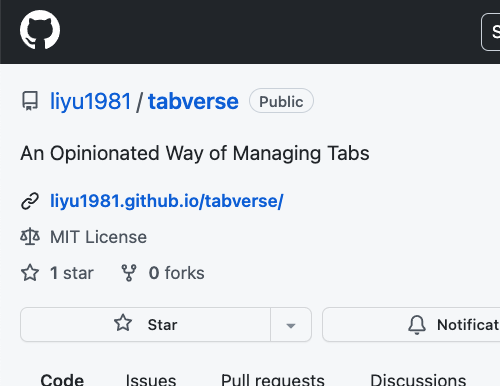 liyu1981 / tabverse Public
An Opinionated Way of Managing Tabs
liyu1981.github.io/tabverse/
MIT License
1 star 0 forks
Star Notificat
Code Issues Pull requests Discussions